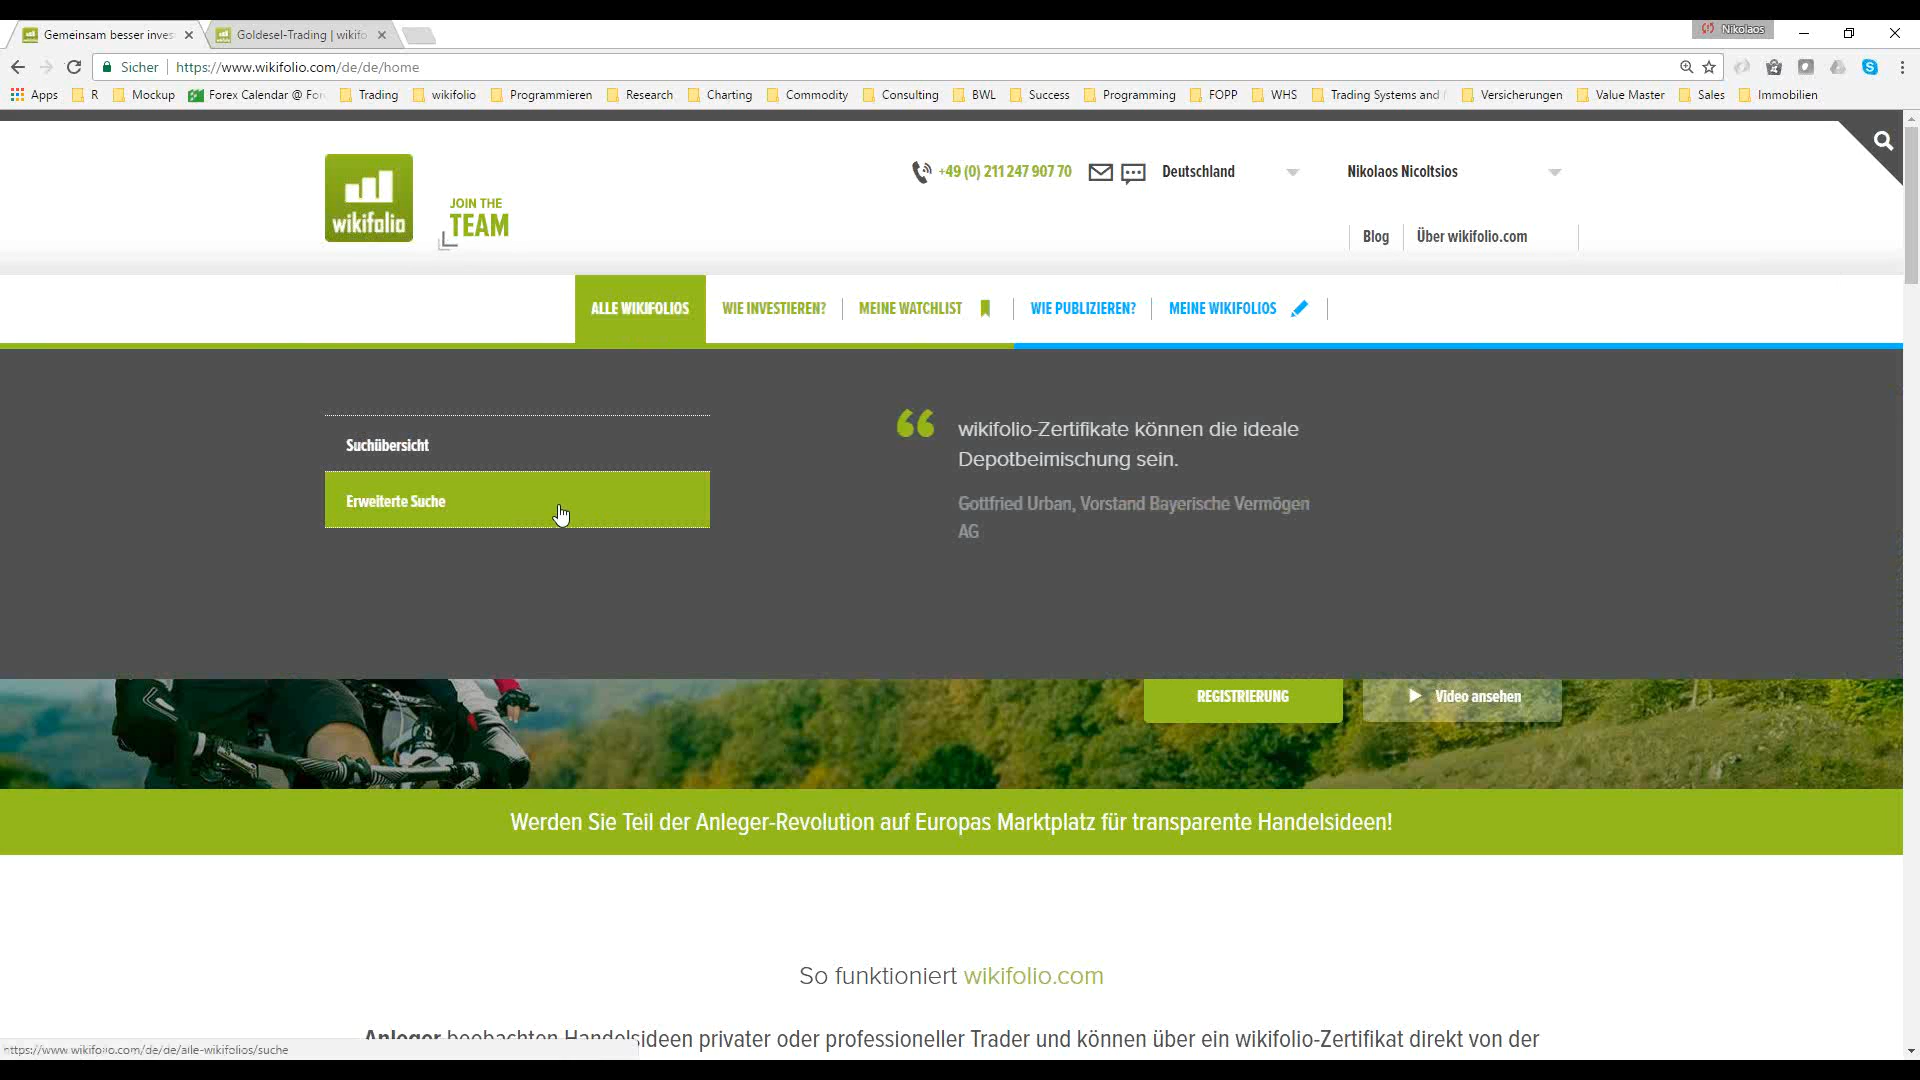 Gemeinsam besser inves
Goldesel-Trading | wikifo
Nikolaos
Sicher
https://www.wikifolio.com/de/de/home
Apps R Mockup Forex Calendar @ For Trading wikifolio Programmieren Research Charting Commodity Consulting BWL Success Programming FOPP WHS Trading Systems and Versicherungen Value Master Sales Immobilien
wikifolio
JOIN THE
TEAM
+49 (0) 211 247 907 70
Deutschland
Nikolaos Nicoltsios
Blog
Über wikifolio.com
ALLE WIKIFOLIOS
WIE INVESTIEREN?
MEINE WATCHLIST
WIE PUBLIZIEREN?
MEINE WIKIFOLIOS
Suchübersicht
Erweiterte Suche
wikifolio-Zertifikate können die ideale
Depotbeimischung sein.
Gottfried Urban, Vorstand Bayerische Vermögen
AG
REGISTRIERUNG
Video ansehen
Werden Sie Teil der Anleger-Revolution auf Europas Marktplatz für transparente Handelsideen!
So funktioniert wikifolio.com
Anleger beobachten Handelsideen privater oder professioneller Trader und können über ein wikifolio-Zertifikat direkt von der
https://www.wikifolio.com/de/de/alle-wikifolios/suche